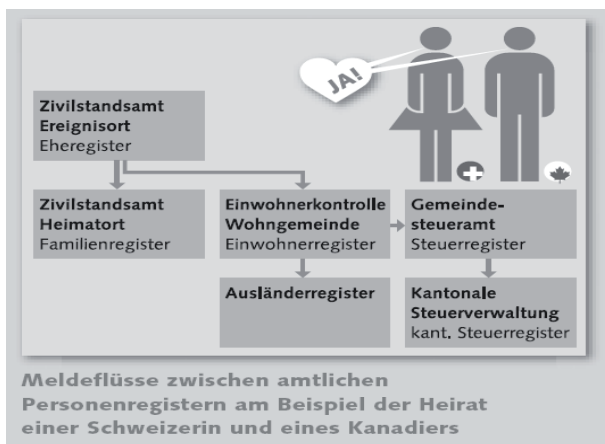 JA!
Zivilstandsamt
Ereignisort
Eheregister
Zivilstandsamt
Heimatort
Familienregister
Einwohnerkontrolle
Wohngemeinde
Einwohnerregister
Gemeinde-
steueramt
Steuerregister
Ausländerregister
Kantonale
Steuerverwaltung
kant. Steuerregister
Meldeflüsse zwischen amtlichen
Personenregistern am Beispiel der Heirat
einer Schweizerin und eines Kanadiers